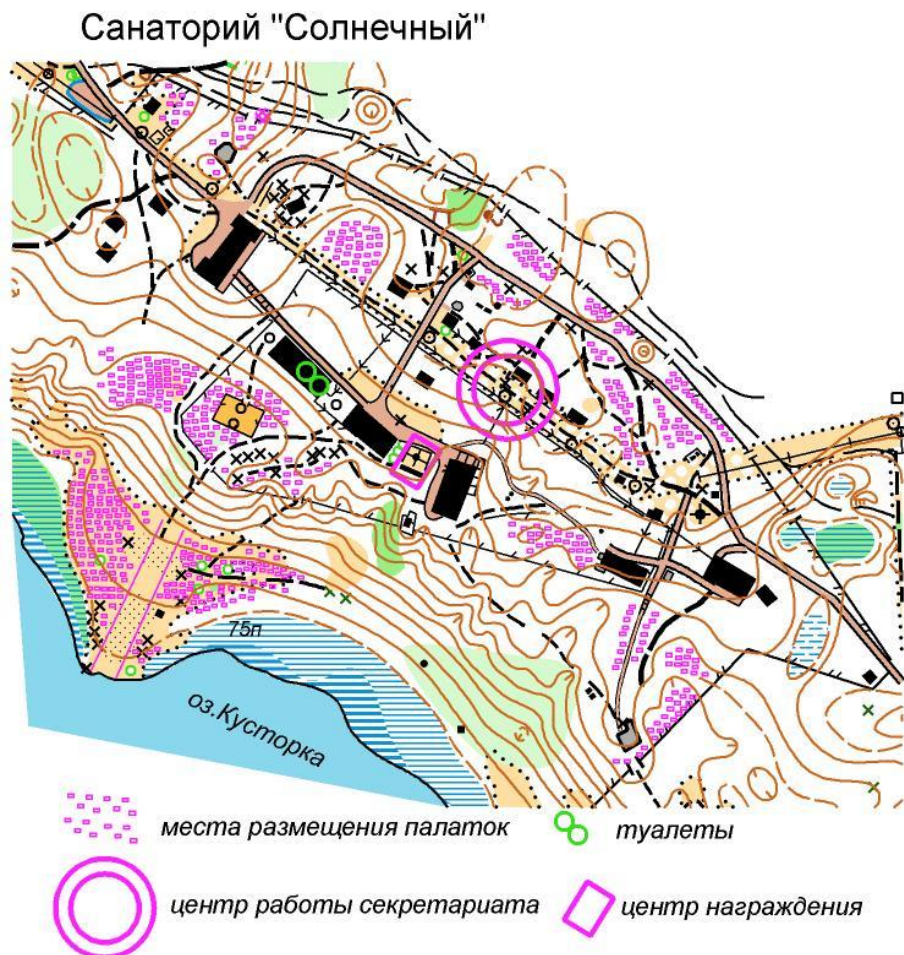 Санаторий "Солнечный"
75п
оз.Кусторка
места размещения палаток
туалеты
центр работы секретариата
центр награждения